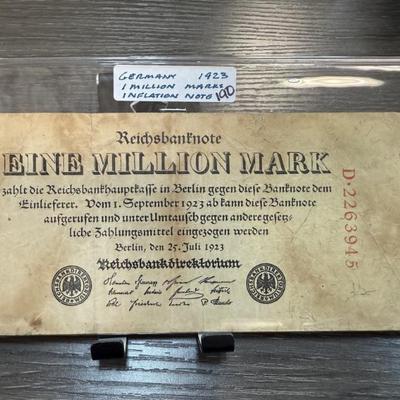 GERMANY 1923
1 MILLION MARKS
INFLATION NOTE 190
Reichsbanknote
EINE MILLION MARK
zahlt die Reichsbankhauptkasse in Berlin gegen diese Banknote dem
Einlieferer. Vom 1. September 1923 ab kann diese Banknote
aufgerufen und unter Umtausch gegen andere gesetz-
liche Zahlungsmittel eingezogen werden
Berlin, den 25. Juli 1923
Reichsbankdirektorium
D·2263945